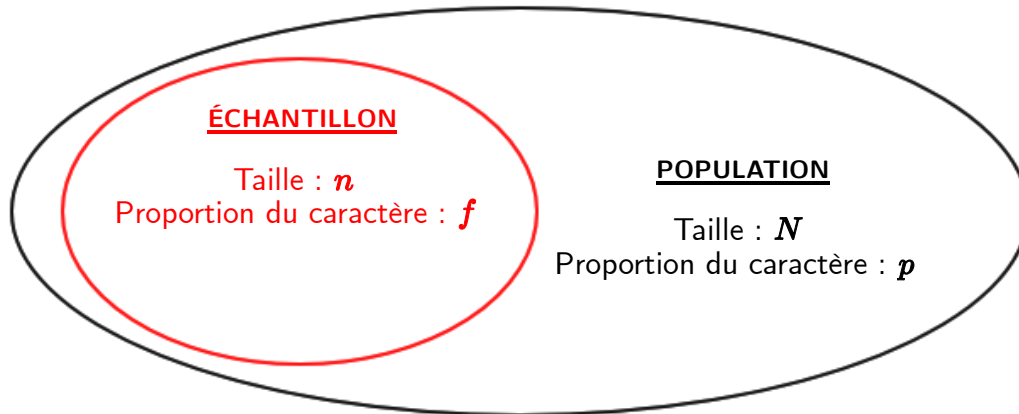 ÉCHANTILLON
Taille : n
Proportion du caractère : f
POPULATION
Taille : N
Proportion du caractère : p